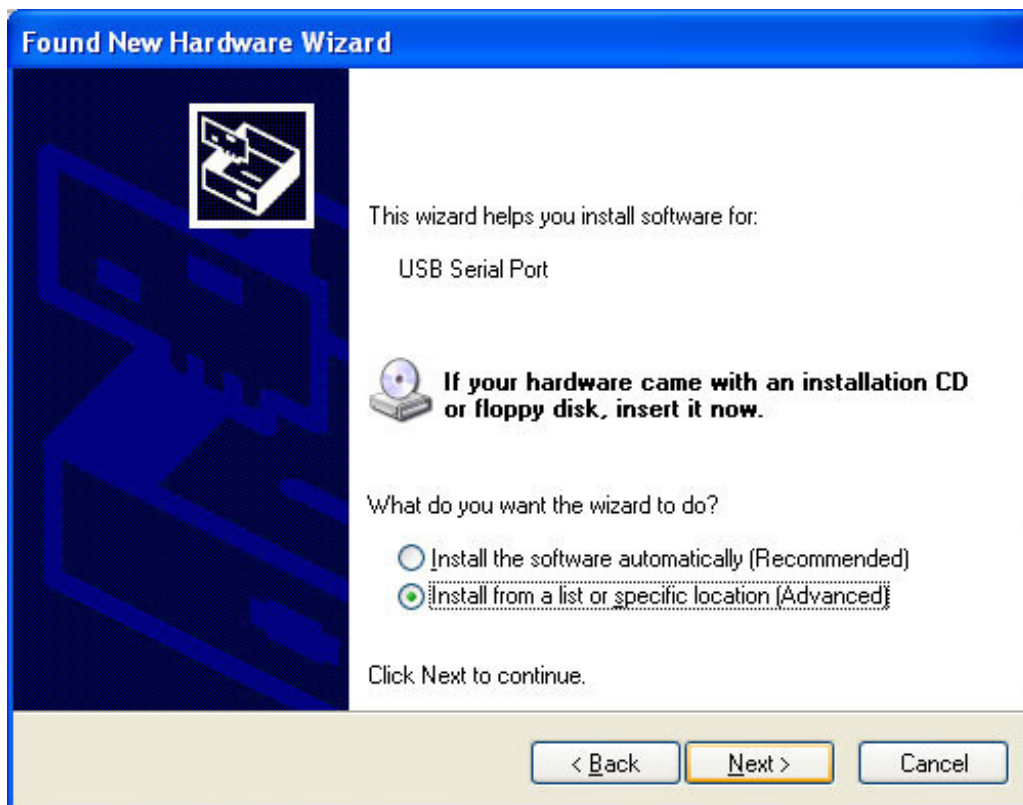 Found New Hardware Wizard
This wizard helps you install software for:
USB Serial Port
If your hardware came with an installation CD
or floppy disk, insert it now.
What do you want the wizard to do?
Install the software automatically (Recommended)
Install from a list or specific location (Advanced)
Click Next to continue.
< Back
Next >
Cancel